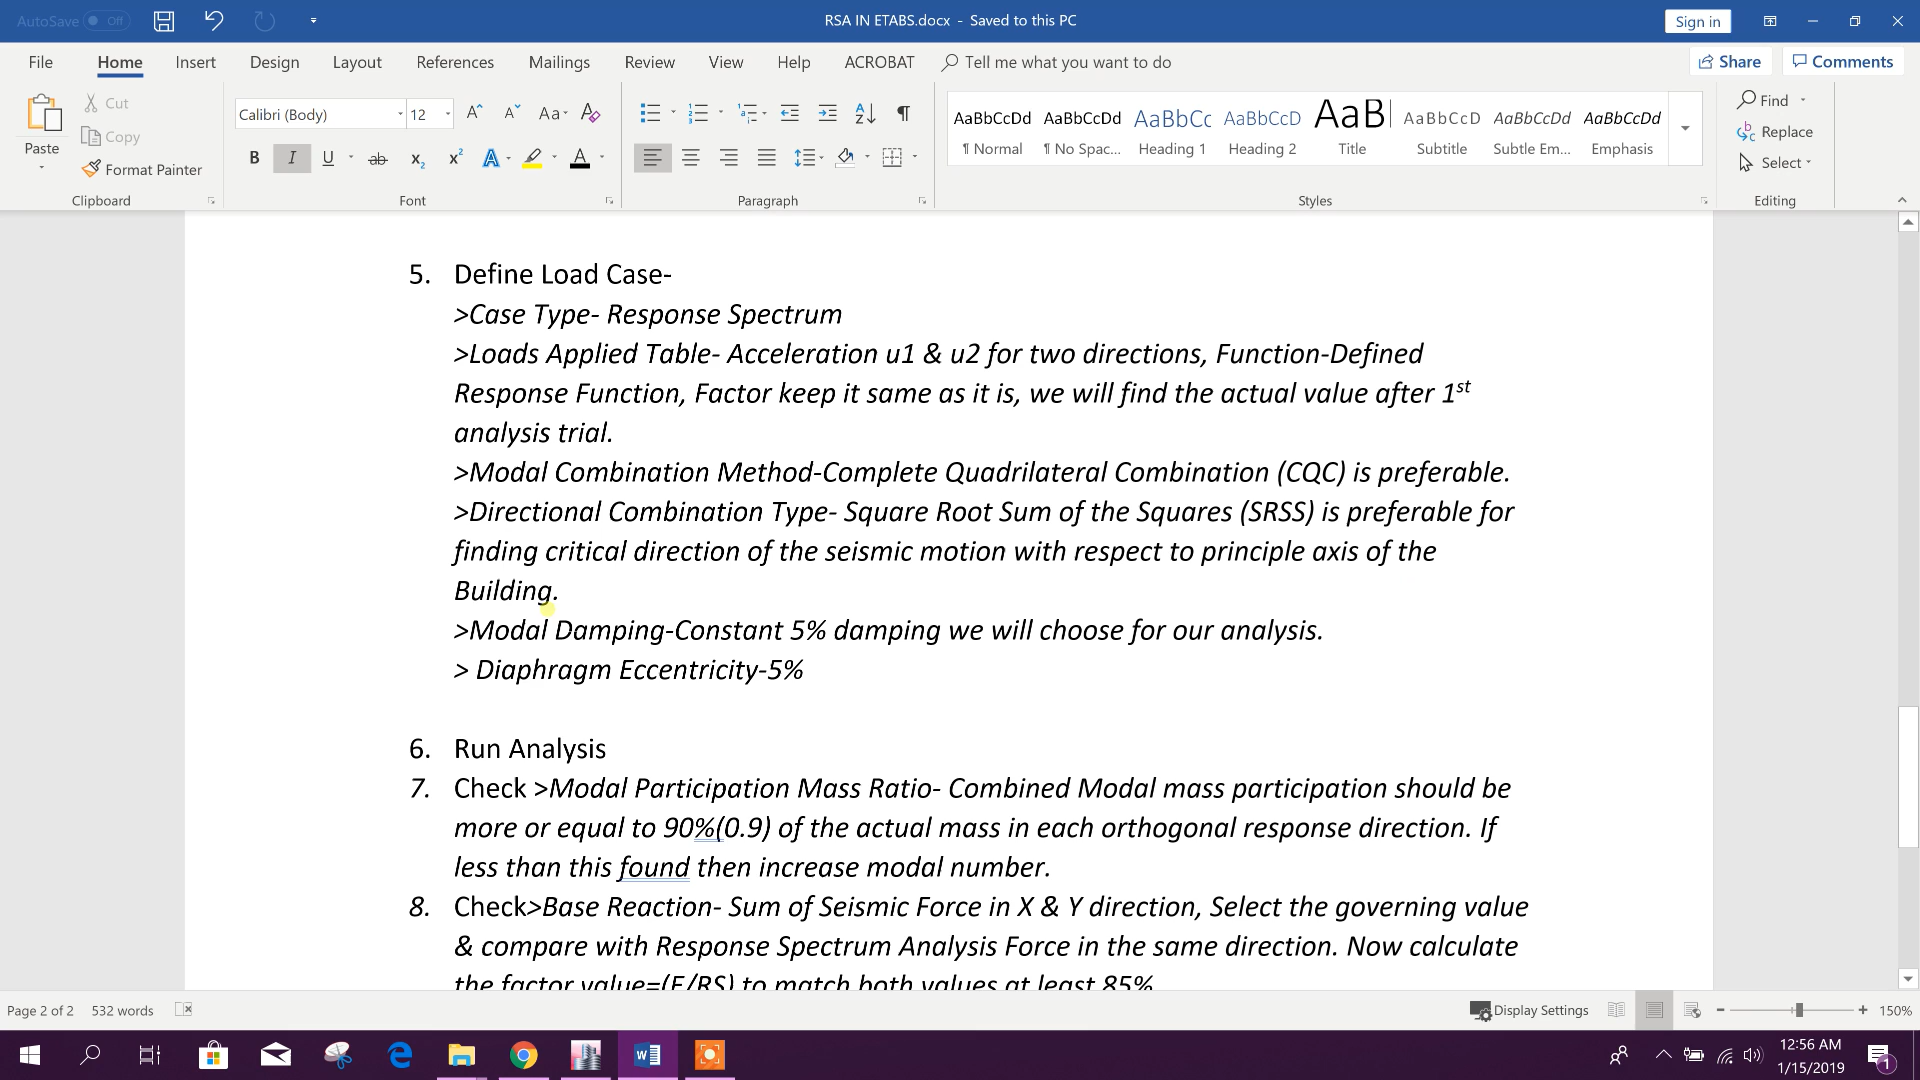 AutoSave Off
RSA IN ETABS.docx - Saved to this PC
Sign in
File Home Insert Design Layout References Mailings Review View Help ACROBAT Tell me what you want to do
Share Comments
Paste
Cut
Copy
Format Painter
Clipboard
Calibri (Body) 12
Font
Paragraph
AaBbCcDd AaBbCcDd AaBbCc AaBbCcD AaB AaBbCcD AaBbCcDd AaBbCcDd
¶ Normal ¶ No Spac... Heading 1 Heading 2 Title Subtitle Subtle Em... Emphasis
Styles
Find
Replace
Select
Editing
5. Define Load Case-
>Case Type- Response Spectrum
>Loads Applied Table- Acceleration u1 & u2 for two directions, Function-Defined
Response Function, Factor keep it same as it is, we will find the actual value after 1st
analysis trial.
>Modal Combination Method-Complete Quadrilateral Combination (CQC) is preferable.
>Directional Combination Type- Square Root Sum of the Squares (SRSS) is preferable for
finding critical direction of the seismic motion with respect to principle axis of the
Building.
>Modal Damping-Constant 5% damping we will choose for our analysis.
> Diaphragm Eccentricity-5%
6. Run Analysis
7. Check >Modal Participation Mass Ratio- Combined Modal mass participation should be
more or equal to 90%(0.9) of the actual mass in each orthogonal response direction. If
less than this found then increase modal number.
8. Check>Base Reaction- Sum of Seismic Force in X & Y direction, Select the governing value
& compare with Response Spectrum Analysis Force in the same direction. Now calculate
the factor value=(F/RS) to match both values at least 85%
Page 2 of 2 532 words
Display Settings
150%
12:56 AM
1/15/2019
1